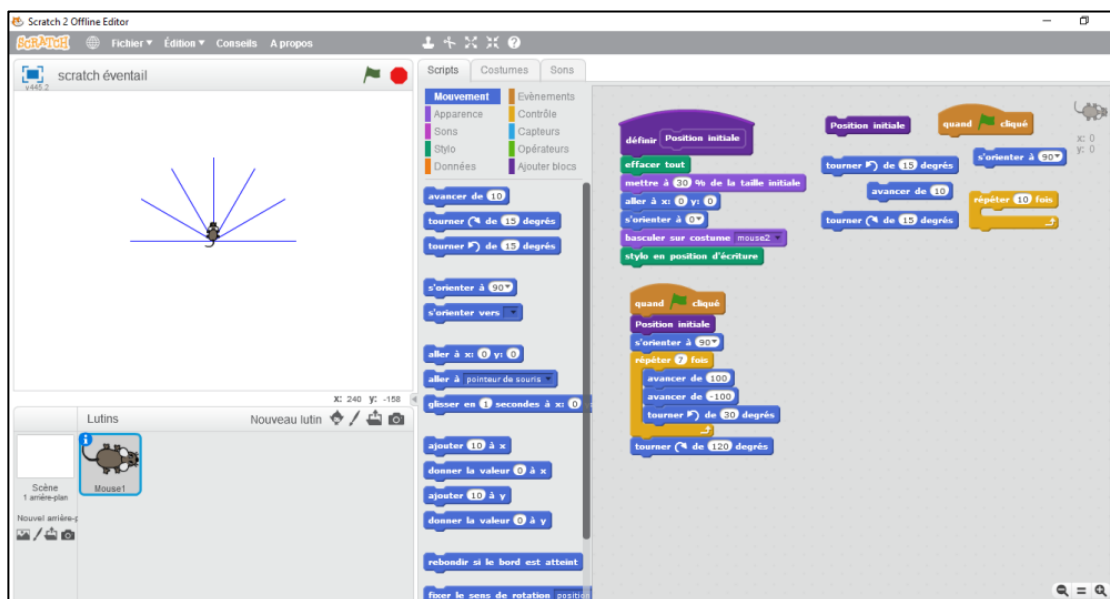 Scratch 2 Offline Editor
SCRATCH Fichier Édition Conseils A propos
scratch éventail
v445.2
X: 240 y: -158
Lutins Nouveau lutin
Scène
1 arrière-plan
Nouvel arrière-p
Mouse1
Scripts Costumes Sons
Mouvement Evènements
Apparence Contrôle
Sons Capteurs
Stylo Opérateurs
Données Ajouter blocs
avancer de 10
tourner de 15 degrés
tourner de 15 degrés
s'orienter à 90
s'orienter vers
aller à x: 0 y: 0
aller à pointeur de souris
glisser en 1 secondes à x: 0
ajouter 10 à x
donner la valeur 0 à x
ajouter 10 à y
donner la valeur 0 à y
rebondir si le bord est atteint
fixer le sens de rotation position
définir Position initiale
effacer tout
mettre à 30 % de la taille initiale
aller à x: 0 y: 0
s'orienter à 0
basculer sur costume mouse2
stylo en position d'écriture
quand cliqué
Position initiale
s'orienter à 90
répéter 7 fois
avancer de 100
avancer de -100
tourner de 30 degrés
tourner de 120 degrés
Position initiale
quand cliqué
tourner de 15 degrés
s'orienter à 90
avancer de 10
répéter 10 fois
tourner de 15 degrés
x: 0
y: 0